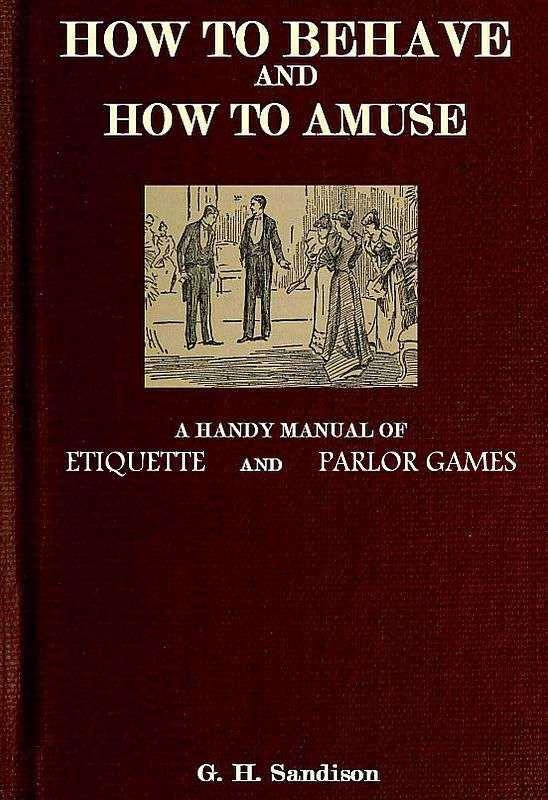 HOW TO BEHAVE
AND
HOW TO AMUSE
A HANDY MANUAL OF
ETIQUETTE AND PARLOR GAMES
G. H. Sandison